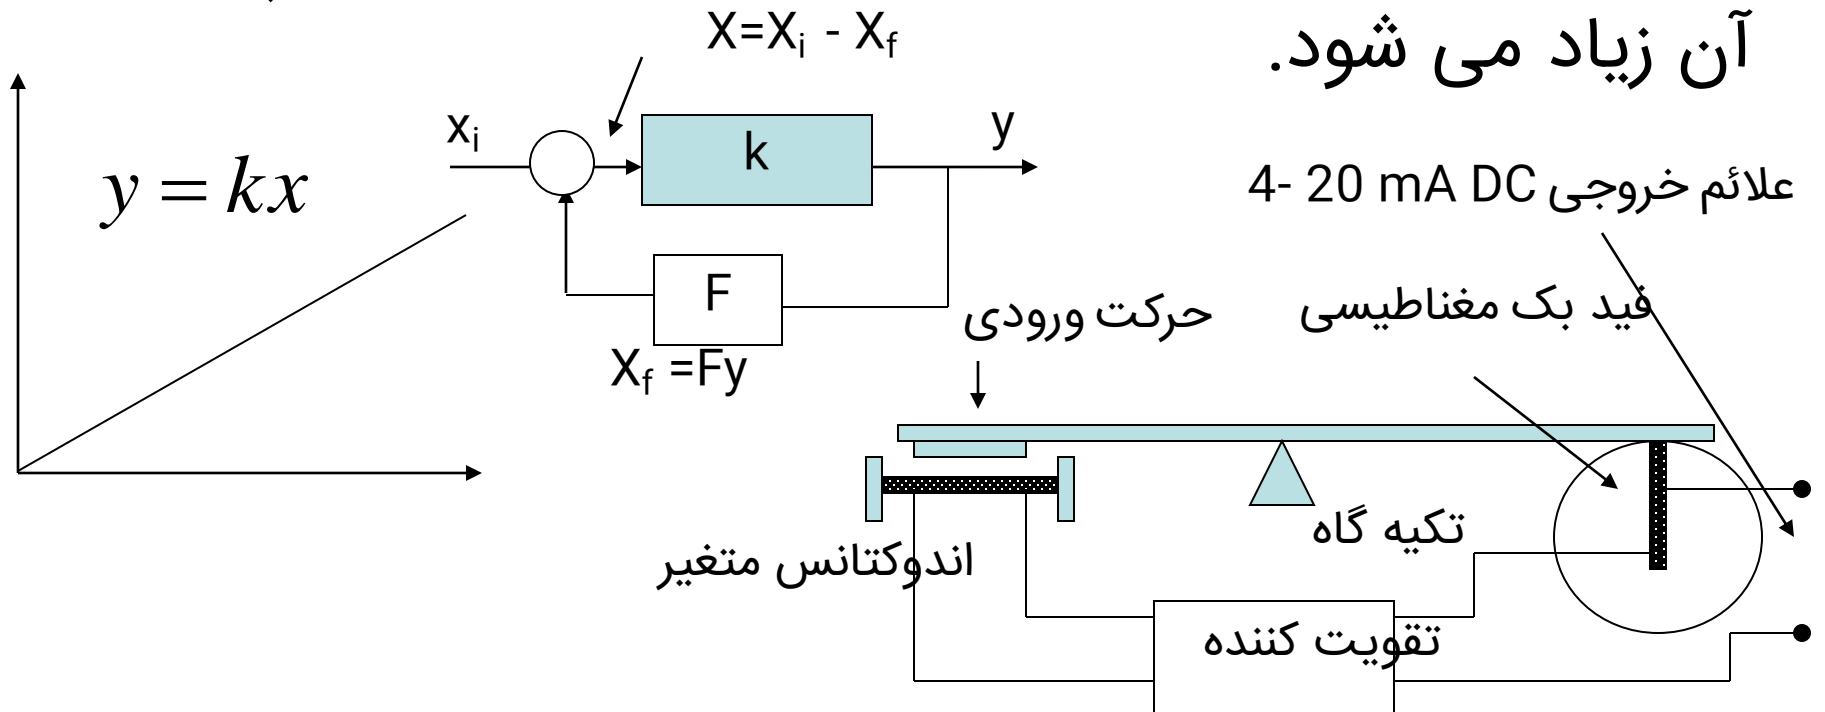 آن زیاد می شود.
X=Xi - Xf
xi
k
y
y = kx
علائم خروجی 4- 20 mA DC
F
Xf =Fy
حرکت ورودی
فید بک مغناطیسی
تکیه گاه
اندوکتانس متغیر
تقویت کننده